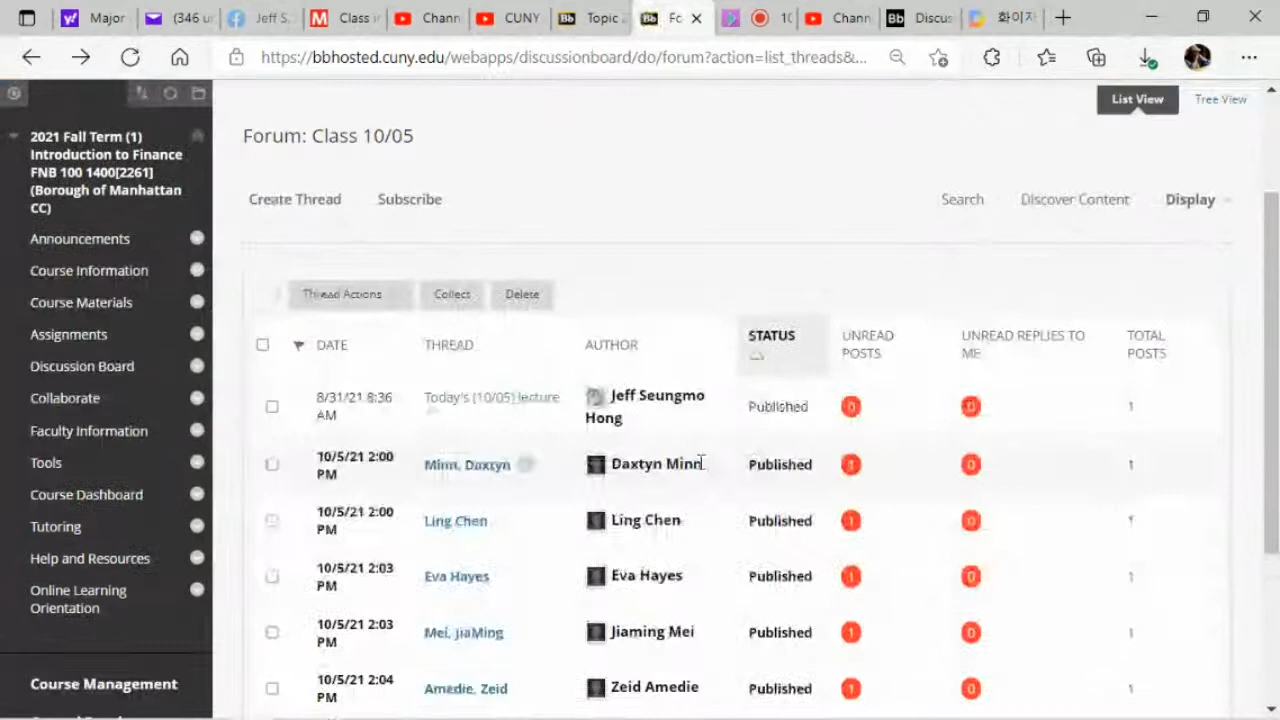 Major
(346 u
Jeff S.
Class i
Chann
CUNY
Bb Topic
Bb Fc
10
Chann
Bb Discus
화이자
https://bbhosted.cuny.edu/webapps/discussionboard/do/forum?action=list_threads&...
List View
Tree View
2021 Fall Term (1)
Introduction to Finance
FNB 100 1400[2261]
(Borough of Manhattan
CC)
Announcements
Course Information
Course Materials
Assignments
Discussion Board
Collaborate
Faculty Information
Tools
Course Dashboard
Tutoring
Help and Resources
Online Learning
Orientation
Course Management
Forum: Class 10/05
Create Thread Subscribe
Search Discover Content Display
Thread Actions Collect Delete
DATE THREAD AUTHOR STATUS UNREAD POSTS UNREAD REPLIES TO ME TOTAL POSTS
8/31/21 8:36 AM Today's (10/05) lecture Jeff Seungmo Hong Published 0 0 1
10/5/21 2:00 PM Minn, Daxtyn Daxtyn Minn Published 1 0 1
10/5/21 2:00 PM Ling Chen Ling Chen Published 1 0 1
10/5/21 2:03 PM Eva Hayes Eva Hayes Published 1 0 1
10/5/21 2:03 PM Mei, JiaMing Jiaming Mei Published 1 0 1
10/5/21 2:04 PM Amedie, Zeid Zeid Amedie Published 1 0 1